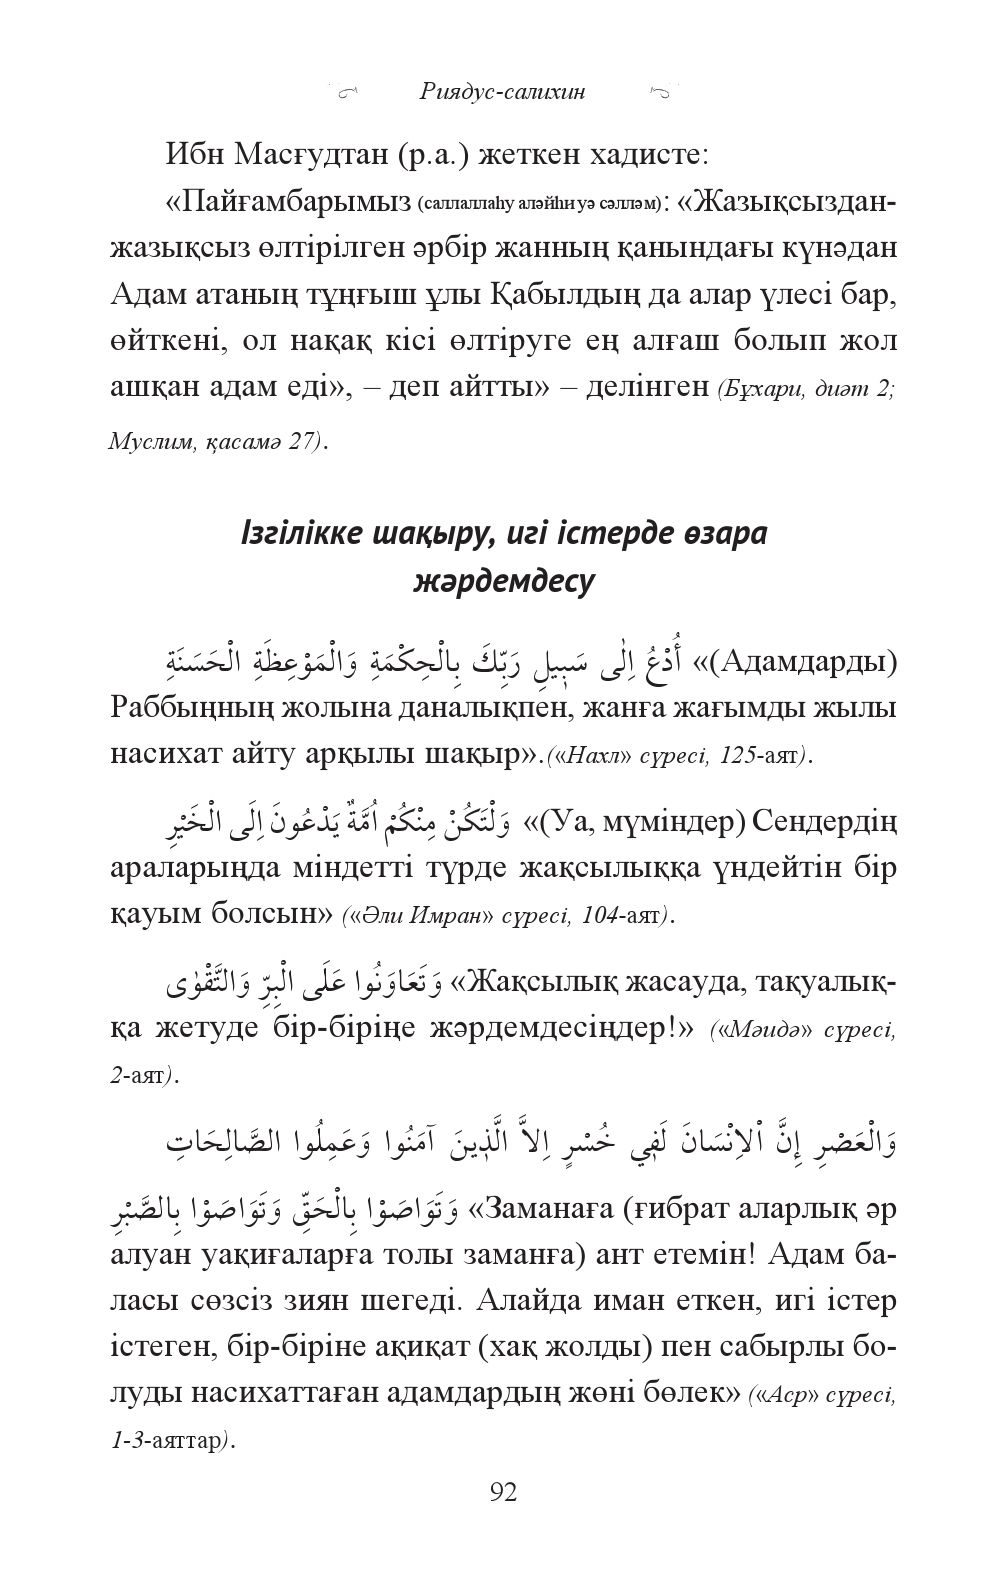 Риядус-салихин
Ибн Масғудтан (р.а.) жеткен хадисте:
«Пайғамбарымыз (саллаллаһу аләйһи уә сәлләм): «Жазықсыздан-
жазықсыз өлтірілген әрбір жанның қанындағы күнәдан
Адам атаның тұңғыш ұлы Қабылдың да алар үлесі бар,
өйткені, ол нақақ кісі өлтіруге ең алғаш болып жол
ашқан адам еді», – деп айтты» – делінген (Бұхари, диәт 2;
Муслим, қасамә 27).
Ізгілікке шақыру, игі істерде өзара
жәрдемдесу
أُدْعُ اِلٰى سَبٖيلِ رَبِّكَ بِالْحِكْمَةِ وَالْمَوْعِظَةِ الْحَسَنَةِ «(Адамдарды)
Раббыңның жолына даналықпен, жанға жағымды жылы
насихат айту арқылы шақыр».(«Нахл» сүресі, 125-аят).
وَلْتَكُنْ مِنْكُمْ اُمَّةٌ يَدْعُونَ اِلَى الْخَيْرِ «(Уа, мүміндер) Сендердің
араларыңда міндетті түрде жақсылыққа үндейтін бір
қауым болсын» («Әли Имран» сүресі, 104-аят).
وَتَعَاوَنُوا عَلَى الْبِرِّ وَالتَّقْوٰى «Жақсылық жасауда, тақуалық-
қа жетуде бір-біріңе жәрдемдесіңдер!» («Мәидә» сүресі,
2-аят).
وَالْعَصْرِ إِنَّ اْلاِنْسَانَ لَفٖي خُسْرٍ اِلاَّ الَّذٖينَ آمَنُوا وَعَمِلُوا الصَّالِحَاتِ
وَتَوَاصَوْا بِالْحَقِّ وَتَوَاصَوْا بِالصَّبْرِ «Заманаға (ғибрат аларлық әр
алуан уақиғаларға толы заманға) ант етемін! Адам ба-
ласы сөзсіз зиян шегеді. Алайда иман еткен, игі істер
істеген, бір-біріне ақиқат (хақ жолды) пен сабырлы бо-
луды насихаттаған адамдардың жөні бөлек» («Аср» сүресі,
1-3-аяттар).
92